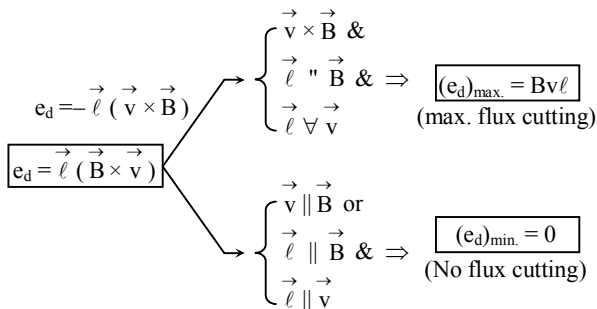 e_d = – ℓ⃗ ( v⃗ × B⃗ )
e_d = ℓ⃗ ( B⃗ × v⃗ )
v⃗ × B⃗ &
ℓ⃗ " B⃗ & ⇒ (e_d)max. = Bvℓ
ℓ⃗ ∀ v⃗ (max. flux cutting)
v⃗ || B⃗ or
ℓ⃗ || B⃗ & ⇒ (e_d)min. = 0
ℓ⃗ || v⃗ (No flux cutting)